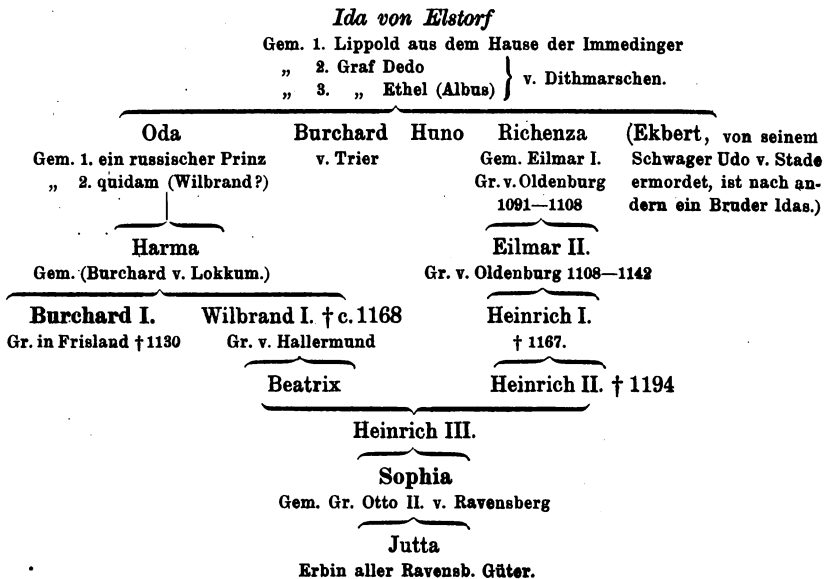 Ida von Elstorf
Gem. 1. Lippold aus dem Hause der Immedinger
„ 2. Graf Dedo
„ 3. „ Ethel (Albus) } v. Dithmarschen.
Oda Burchard Huno Richenza (Ekbert, von seinem
Gem. 1. ein russischer Prinz v. Trier Gem. Eilmar I. Schwager Udo v. Stade
„ 2. quidam (Wilbrand?) Gr. v. Oldenburg ermordet, ist nach an-
1091—1108 dern ein Bruder Idas.)
Harma Eilmar II.
Gem. (Burchard v. Lokkum.) Gr. v. Oldenburg 1108—1142
Burchard I. Wilbrand I. † c. 1168 Heinrich I.
Gr. in Frisland † 1130 Gr. v. Hallermund † 1167.
Beatrix Heinrich II. † 1194
Heinrich III.
Sophia
Gem. Gr. Otto II. v. Ravensberg
Jutta
Erbin aller Ravensb. Güter.